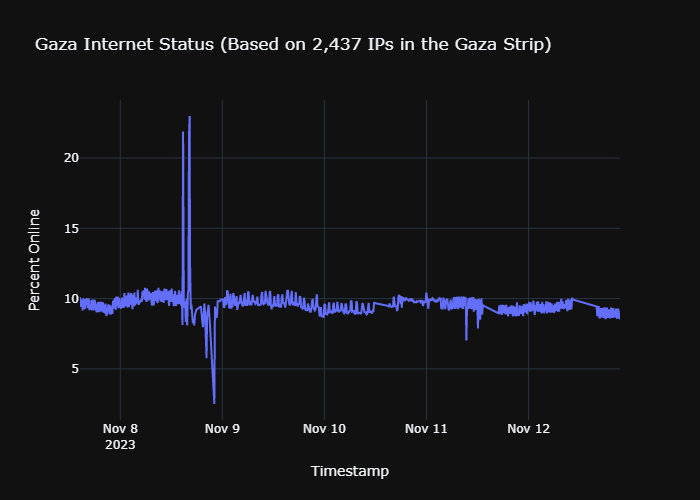 Gaza Internet Status (Based on 2,437 IPs in the Gaza Strip)
Percent Online
20
15
10
5
Nov 8
2023
Nov 9
Nov 10
Nov 11
Nov 12
Timestamp